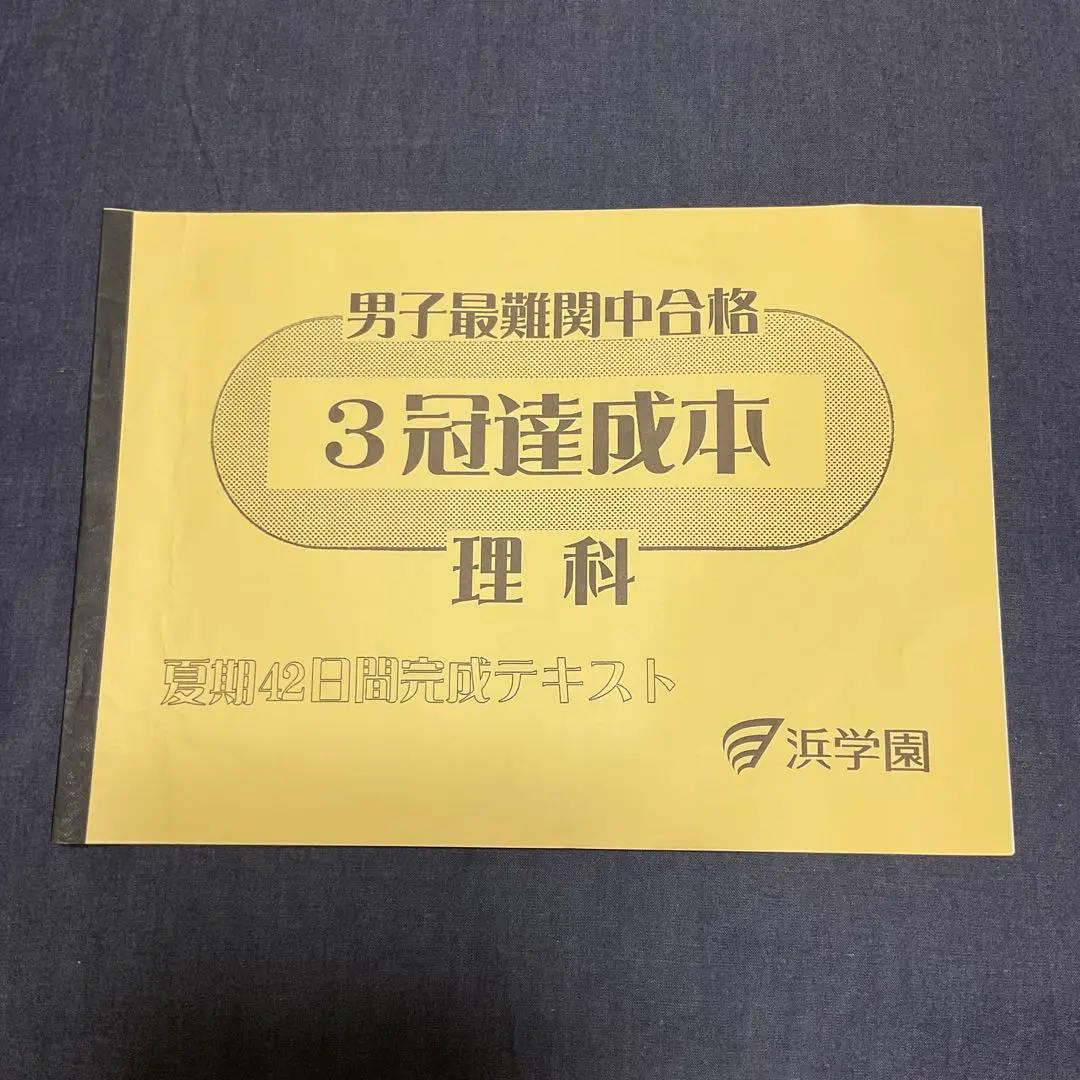 男子最難関中合格
3冠達成本
理科
夏期42日間完成テキスト
浜学園